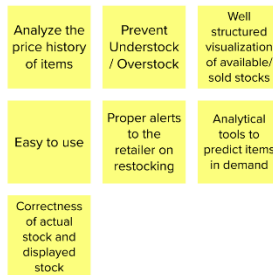 Analyze the
price history
of items
Prevent
Understock
/ Overstock
Well
structured
visualization
of available/
sold stocks
Easy to use
Proper alerts
to the
retailer on
restocking
Analytical
tools to
predict items
in demand
Correctness
of actual
stock and
displayed
stock